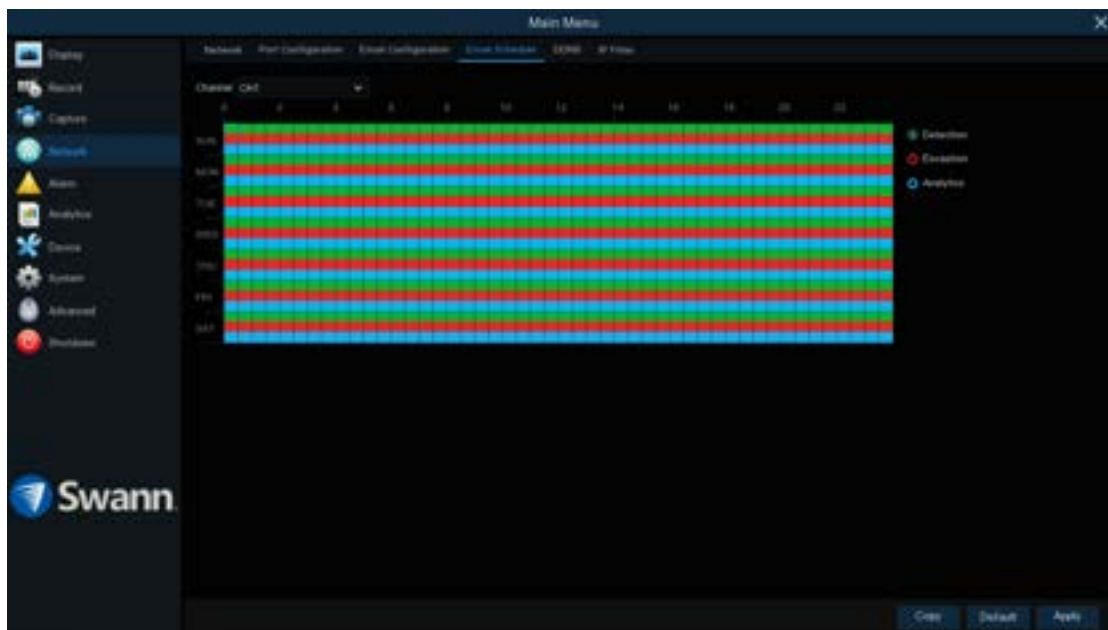 Main Menu
Display
Record
Capture
Network
Alarm
Analytics
Device
System
Advanced
Shutdown
Swann
Network Port Configuration Email Configuration Email Schedule DDNS IP Filter
Channel CH1
0 2 4 6 8 10 12 14 16 18 20 22
SUN
MON
TUE
WED
THU
FRI
SAT
Detection
Exception
Analytics
Copy Default Apply